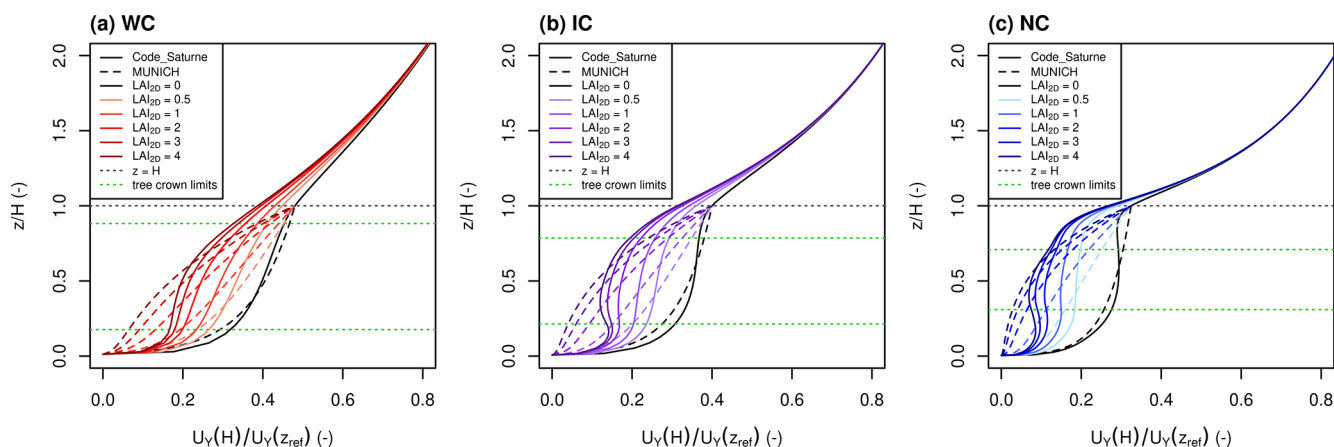 (a) WC
Code_Saturne
MUNICH
LAI2D = 0
LAI2D = 0.5
LAI2D = 1
LAI2D = 2
LAI2D = 3
LAI2D = 4
z = H
tree crown limits
z/H (-)
0.0 0.5 1.0 1.5 2.0
0.0 0.2 0.4 0.6 0.8
UY(H)/UY(zref) (-)
(b) IC
Code_Saturne
MUNICH
LAI2D = 0
LAI2D = 0.5
LAI2D = 1
LAI2D = 2
LAI2D = 3
LAI2D = 4
z = H
tree crown limits
z/H (-)
0.0 0.5 1.0 1.5 2.0
0.0 0.2 0.4 0.6 0.8
UY(H)/UY(zref) (-)
(c) NC
Code_Saturne
MUNICH
LAI2D = 0
LAI2D = 0.5
LAI2D = 1
LAI2D = 2
LAI2D = 3
LAI2D = 4
z = H
tree crown limits
z/H (-)
0.0 0.5 1.0 1.5 2.0
0.0 0.2 0.4 0.6 0.8
UY(H)/UY(zref) (-)